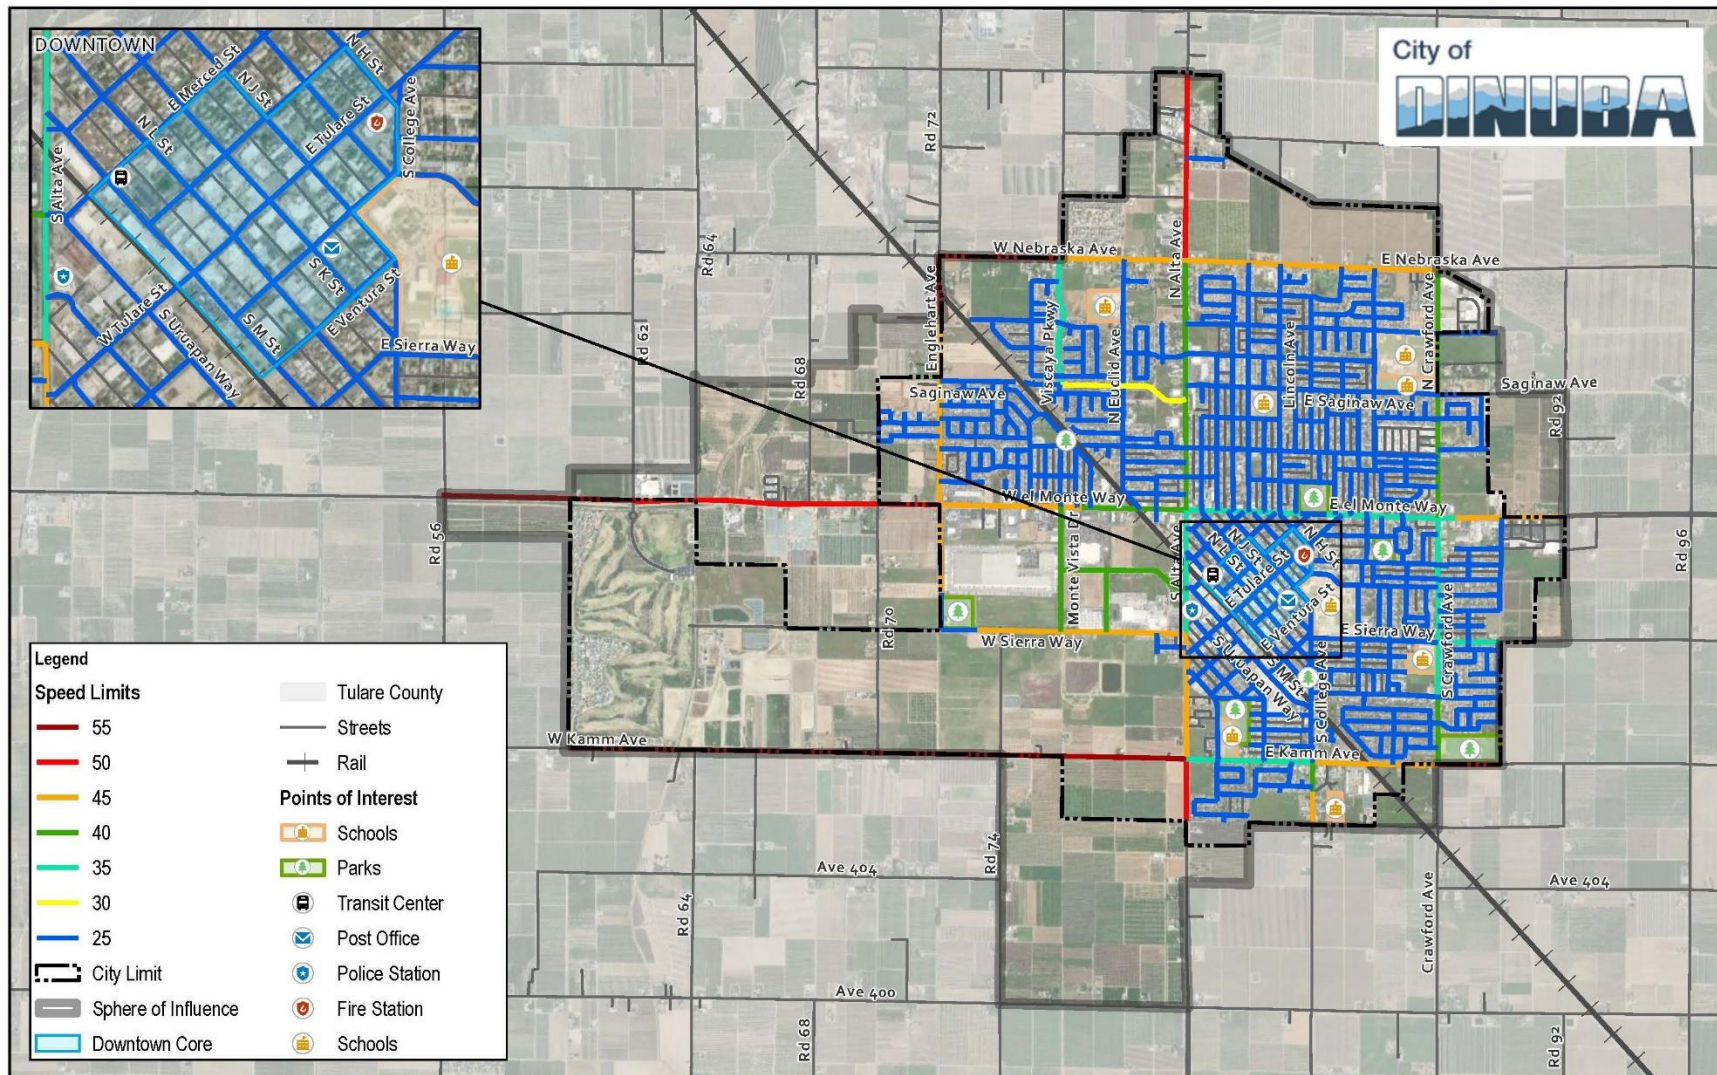 DOWNTOWN
E Merced St
N J St
N H St
E Tulare St
S College Ave
N L St
S Alta Ave
S K St
E Ventura St
W Tulare St
S Uruapan Way
S M St
E Sierra Way
City of
DINUBA
Rd 72
Rd 64
W Nebraska Ave
N Alta Ave
E Nebraska Ave
Englehart Ave
Viscaya Pkwy
N Euclid Ave
Lincoln Ave
N Crawford Ave
Rd 62
Rd 68
Saginaw Ave
E Saginaw Ave
Saginaw Ave
Rd 92
W el Monte Way
E el Monte Way
Rd 56
Monte Vista Dr
S Alta Ave
N L St
N J St
N H St
E Tulare St
E Ventura St
Rd 96
Rd 70
W Sierra Way
E Sierra Way
S Crawford Ave
S Uruapan Way
S M St
S College Ave
W Kamm Ave
E Kamm Ave
Rd 74
Ave 404
Ave 404
Rd 64
Crawford Ave
Ave 400
Rd 68
Rd 92
Legend
Speed Limits
55
50
45
40
35
30
25
City Limit
Sphere of Influence
Downtown Core
Tulare County
Streets
Rail
Points of Interest
Schools
Parks
Transit Center
Post Office
Police Station
Fire Station
Schools